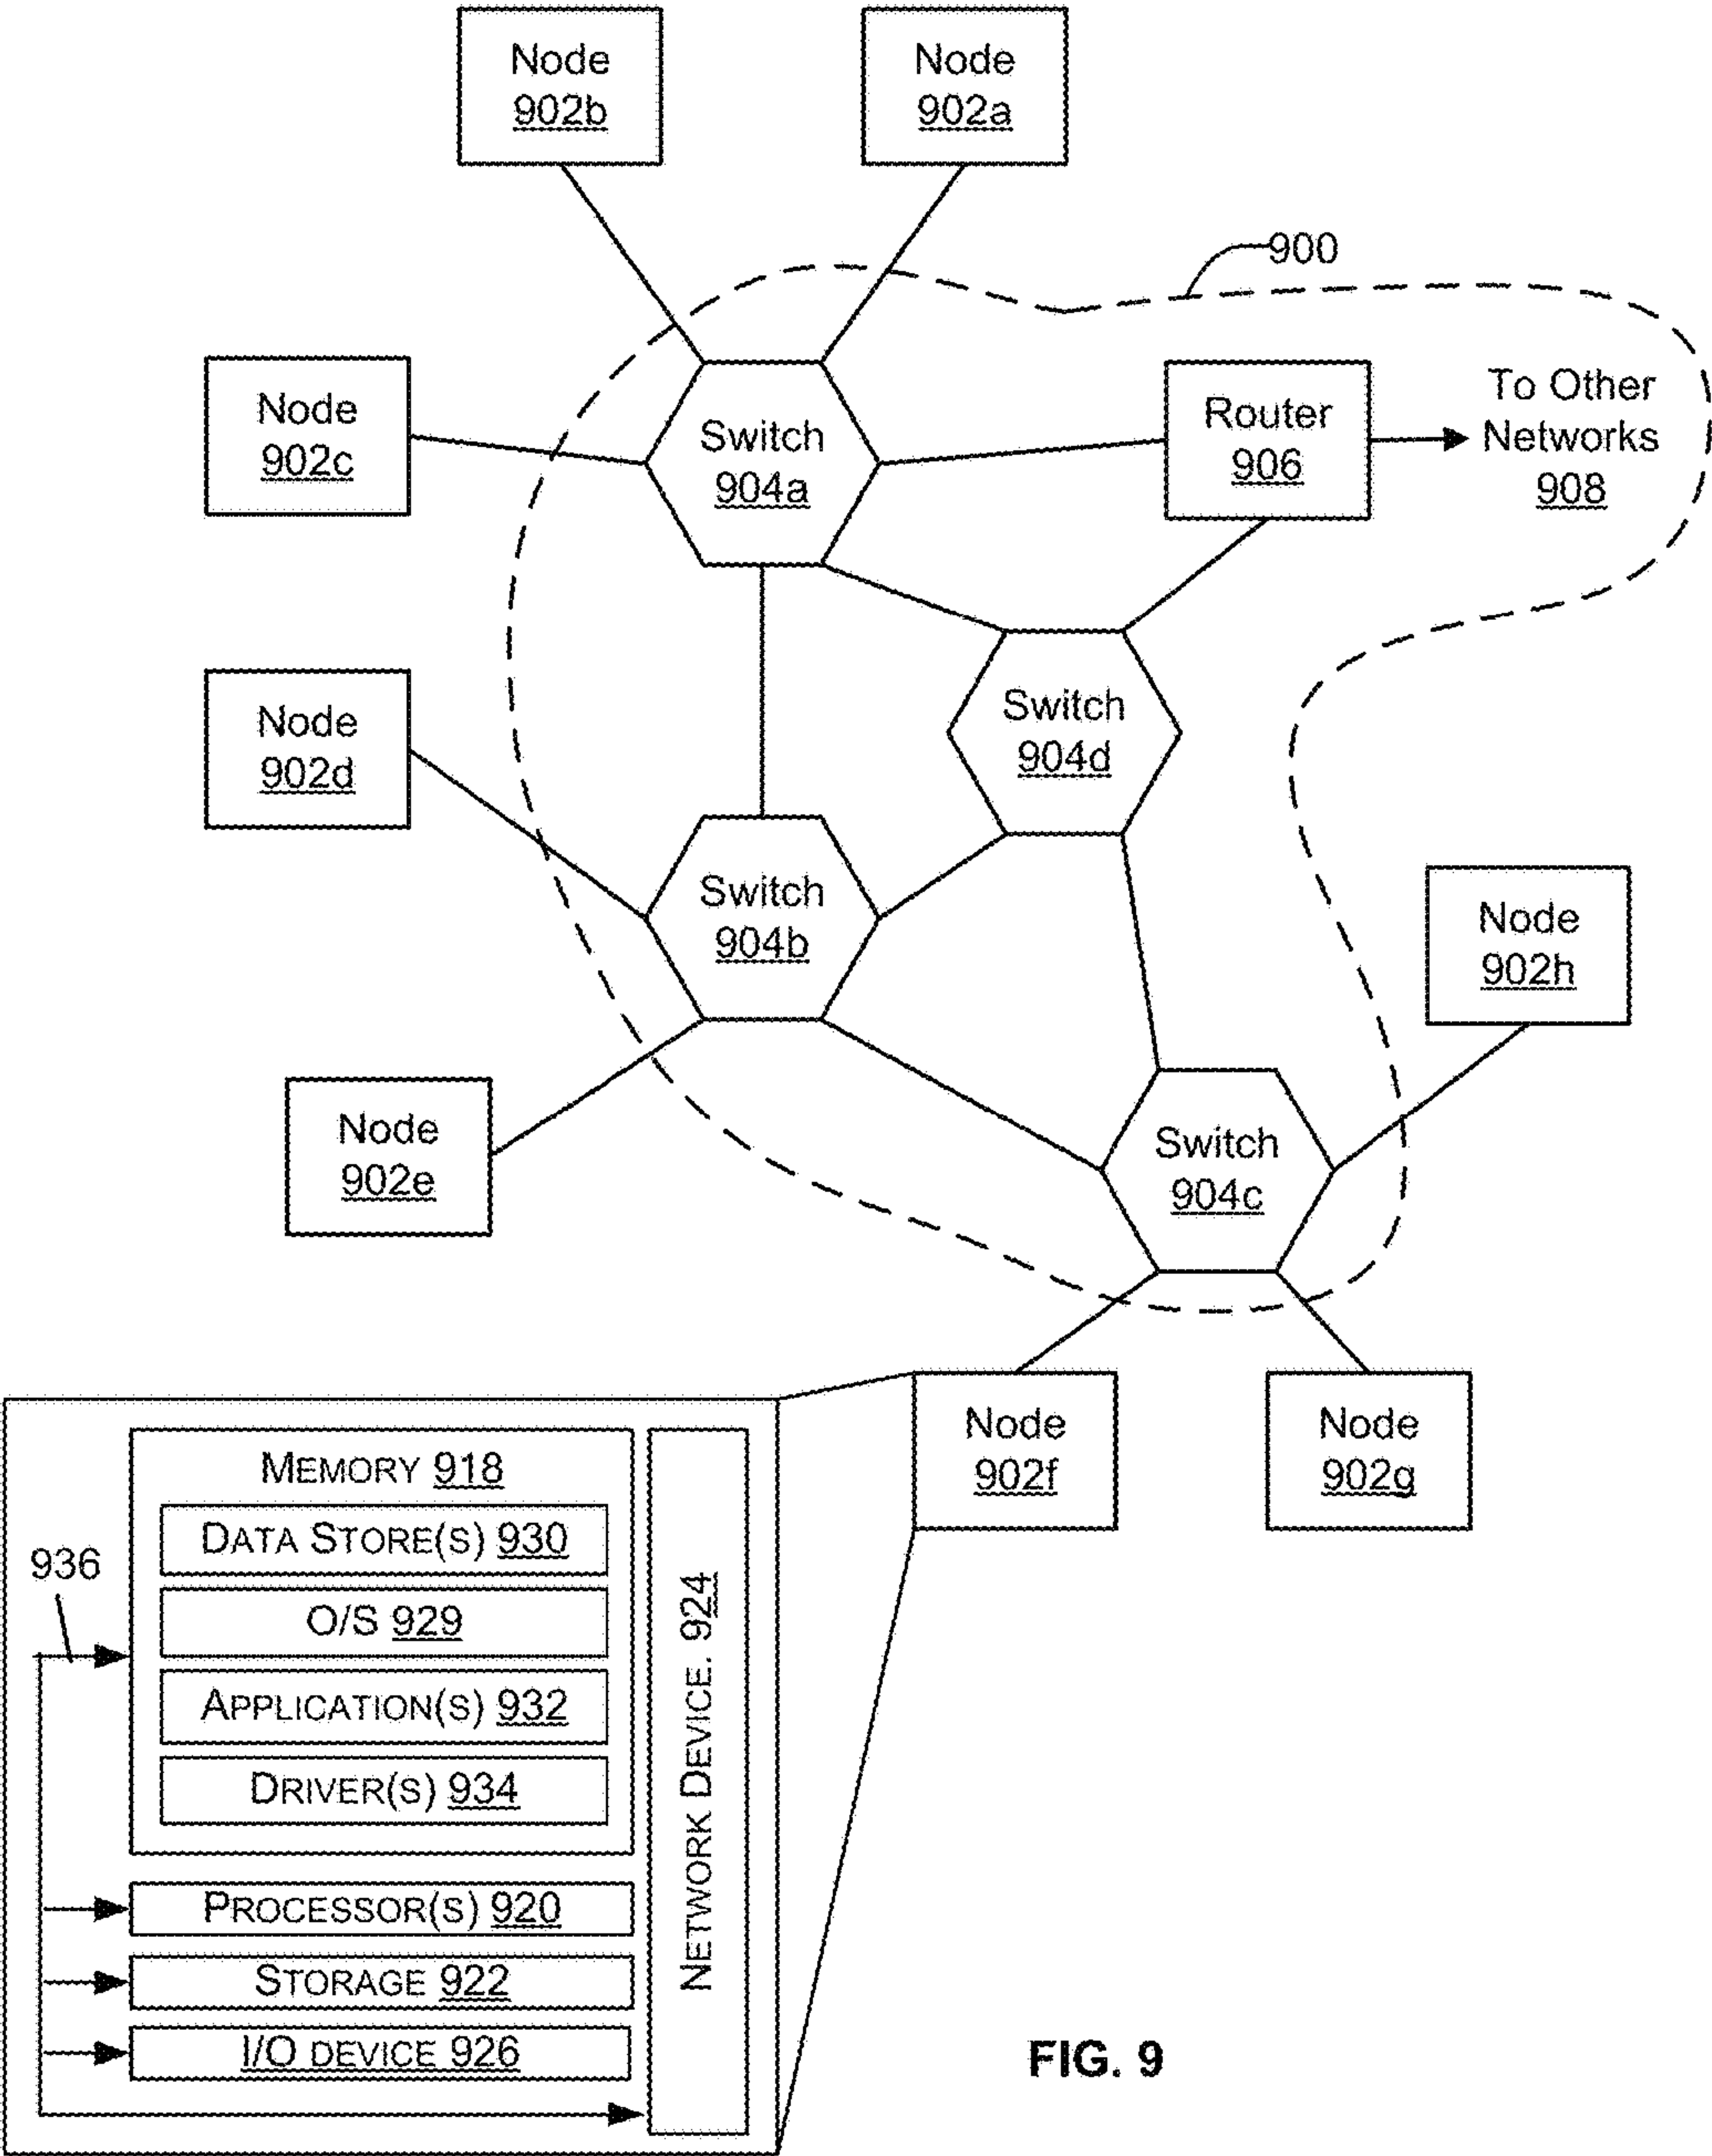 Node
902b
Node
902a
900
Node
902c
Switch
904a
Router
906
To Other
Networks
908
Node
902d
Switch
904d
Switch
904b
Node
902h
Node
902e
Switch
904c
Node
902f
Node
902g
MEMORY 918
DATA STORE(S) 930
936
O/S 929
APPLICATION(S) 932
DRIVER(S) 934
NETWORK DEVICE. 924
PROCESSOR(S) 920
STORAGE 922
I/O DEVICE 926
FIG. 9